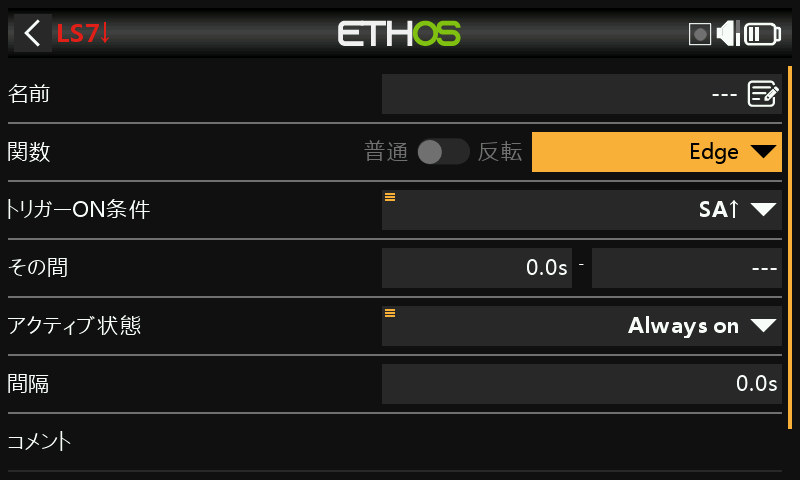 LS7↓ ETHOS
名前 ---
関数 普通 反転 Edge
トリガーON条件 SA↑
その間 0.0s - ---
アクティブ状態 Always on
間隔 0.0s
コメント